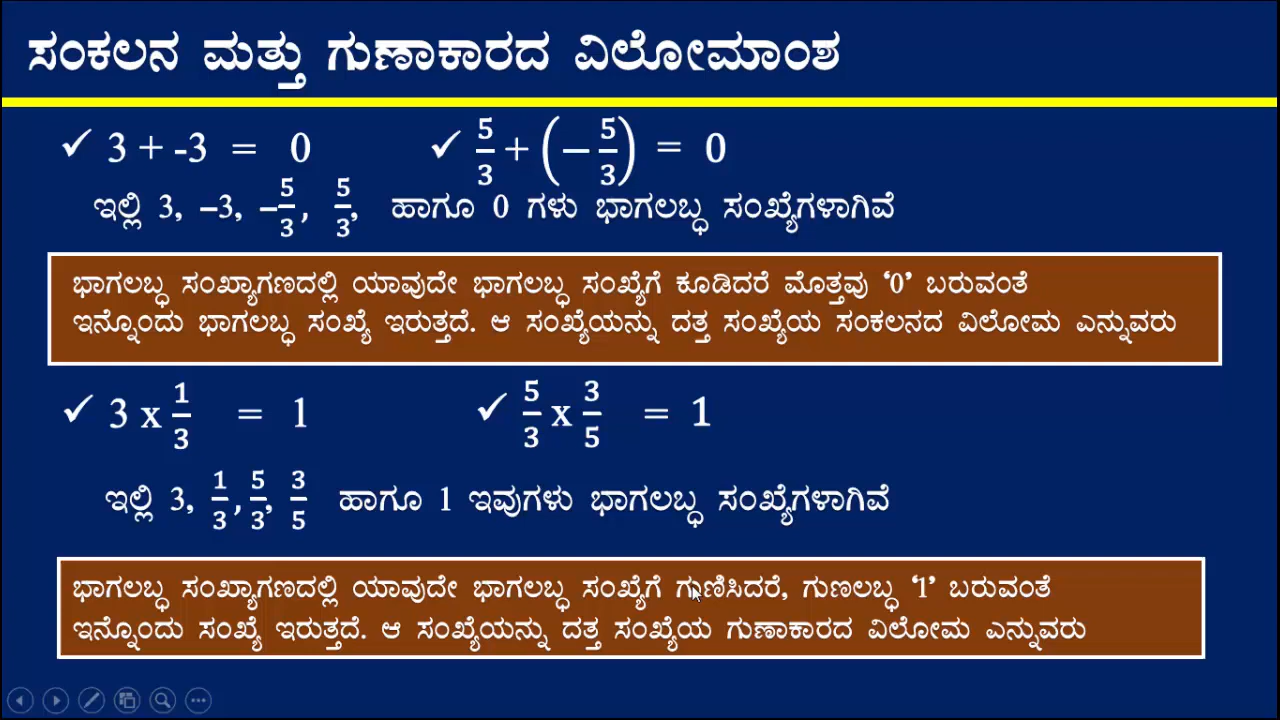 ಸಂಕಲನ ಮತ್ತು ಗುಣಾಕಾರದ ವಿಲೋಮಾಂಶ
✓ 3 + -3 = 0 ✓ 5/3 + (− 5/3) = 0
ಇಲ್ಲಿ 3, –3, −5/3, 5/3, ಹಾಗೂ 0 ಗಳು ಭಾಗಲಬ್ಧ ಸಂಖ್ಯೆಗಳಾಗಿವೆ
ಭಾಗಲಬ್ಧ ಸಂಖ್ಯಾಗಣದಲ್ಲಿ ಯಾವುದೇ ಭಾಗಲಬ್ಧ ಸಂಖ್ಯೆಗೆ ಕೂಡಿದರೆ ಮೊತ್ತವು ‘0’ ಬರುವಂತೆ
ಇನ್ನೊಂದು ಭಾಗಲಬ್ಧ ಸಂಖ್ಯೆ ಇರುತ್ತದೆ. ಆ ಸಂಖ್ಯೆಯನ್ನು ದತ್ತ ಸಂಖ್ಯೆಯ ಸಂಕಲನದ ವಿಲೋಮ ಎನ್ನುವರು
✓ 3 x 1/3 = 1 ✓ 5/3 x 3/5 = 1
ಇಲ್ಲಿ 3, 1/3, 5/3, 3/5 ಹಾಗೂ 1 ಇವುಗಳು ಭಾಗಲಬ್ಧ ಸಂಖ್ಯೆಗಳಾಗಿವೆ
ಭಾಗಲಬ್ಧ ಸಂಖ್ಯಾಗಣದಲ್ಲಿ ಯಾವುದೇ ಭಾಗಲಬ್ಧ ಸಂಖ್ಯೆಗೆ ಗುಣಿಸಿದರೆ, ಗುಣಲಬ್ಧ ‘1’ ಬರುವಂತೆ
ಇನ್ನೊಂದು ಸಂಖ್ಯೆ ಇರುತ್ತದೆ. ಆ ಸಂಖ್ಯೆಯನ್ನು ದತ್ತ ಸಂಖ್ಯೆಯ ಗುಣಾಕಾರದ ವಿಲೋಮ ಎನ್ನುವರು